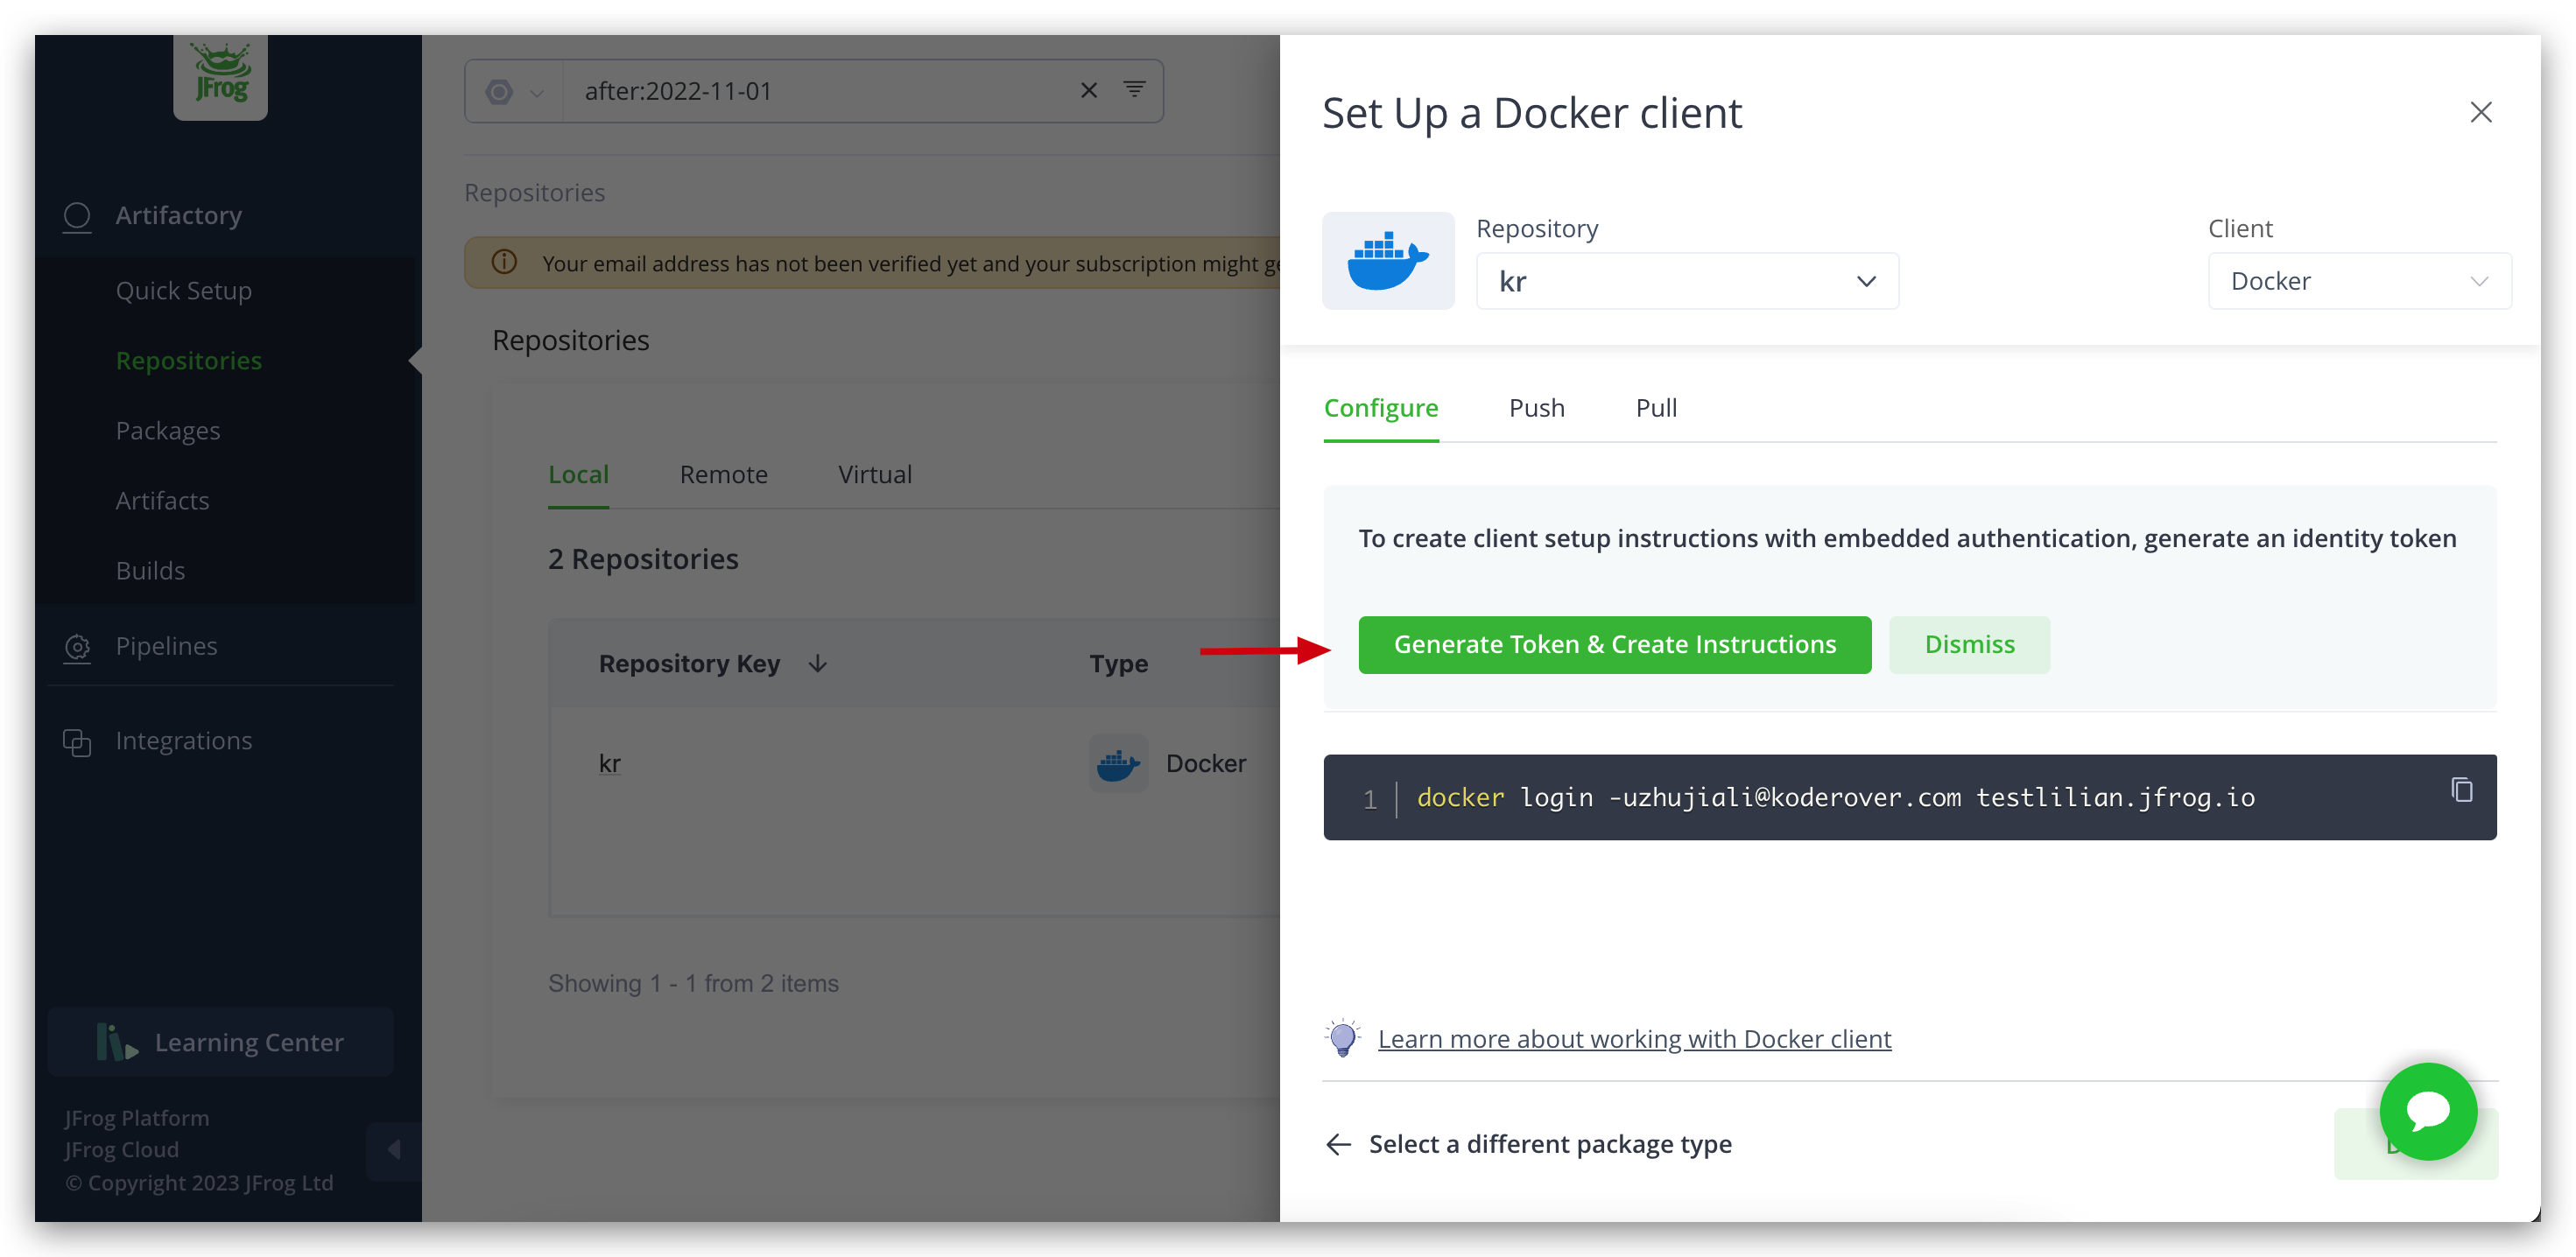 JFrog
after:2022-11-01
Artifactory
Quick Setup
Repositories
Packages
Artifacts
Builds
Pipelines
Integrations
Learning Center
JFrog Platform
JFrog Cloud
© Copyright 2023 JFrog Ltd
Repositories
Your email address has not been verified yet and your subscription might
Repositories
Local Remote Virtual
2 Repositories
Repository Key Type
kr Docker
Showing 1 - 1 from 2 items
Set Up a Docker client
Repository Client
kr Docker
Configure Push Pull
To create client setup instructions with embedded authentication, generate an identity token
Generate Token & Create Instructions Dismiss
1 docker login -uzhujiali@koderover.com testlilian.jfrog.io
Learn more about working with Docker client
Select a different package type